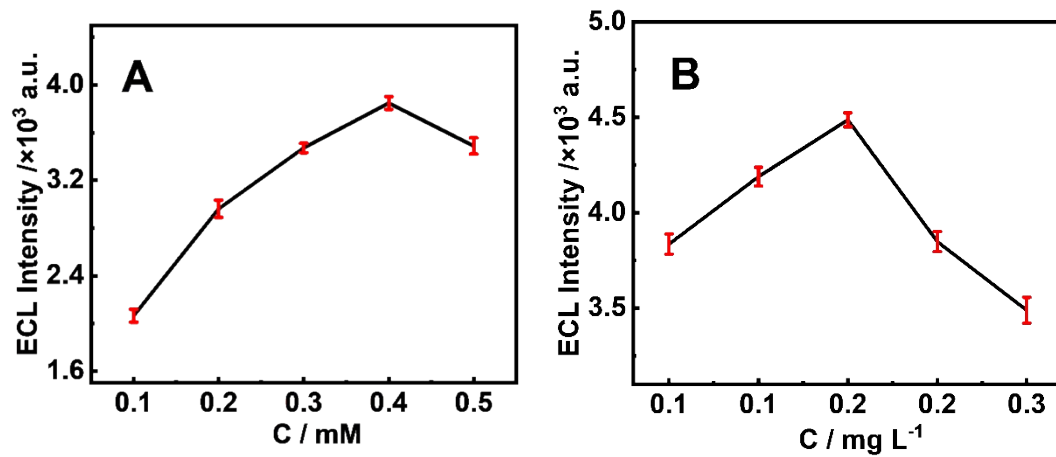 A
ECL Intensity /×10³ a.u.
4.0
3.2
2.4
1.6
0.1 0.2 0.3 0.4 0.5
C / mM
B
ECL Intensity /×10³ a.u.
5.0
4.5
4.0
3.5
0.1 0.1 0.2 0.2 0.3
C / mg L⁻¹